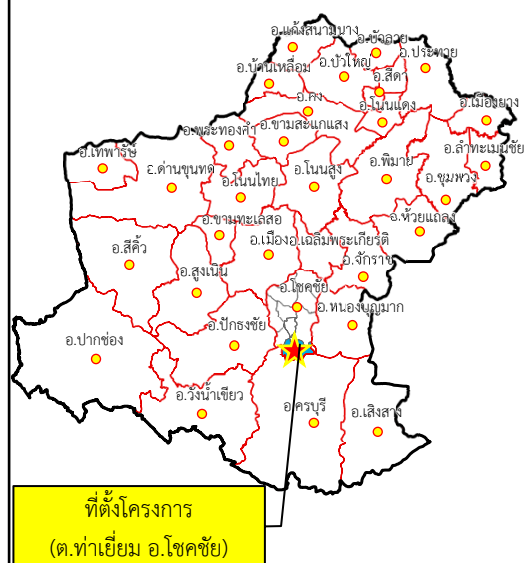 อ.แก้งสนามนาง
อ.บัวลาย
อ.ประทาย
อ.บัวใหญ่
อ.บ้านเหลื่อม
อ.สีดา
อ.คง
อ.โนนแดง
อ.เมืองยาง
อ.พระทองคำ
อ.ขามสะแกแสง
อ.เทพารักษ์
อ.ลำทะเมนชัย
อ.ด่านขุนทด
อ.โนนไทย
อ.โนนสูง
อ.พิมาย
อ.ชุมพวง
อ.ขามทะเลสอ
อ.ห้วยแถลง
อ.สีคิ้ว
อ.เมือง
อ.เฉลิมพระเกียรติ
อ.สูงเนิน
อ.จักราช
อ.โชคชัย
อ.หนองบุญมาก
อ.ปากช่อง
อ.ปักธงชัย
อ.วังน้ำเขียว
อ.ครบุรี
อ.เสิงสาง
ที่ตั้งโครงการ
(ต.ท่าเยี่ยม อ.โชคชัย)